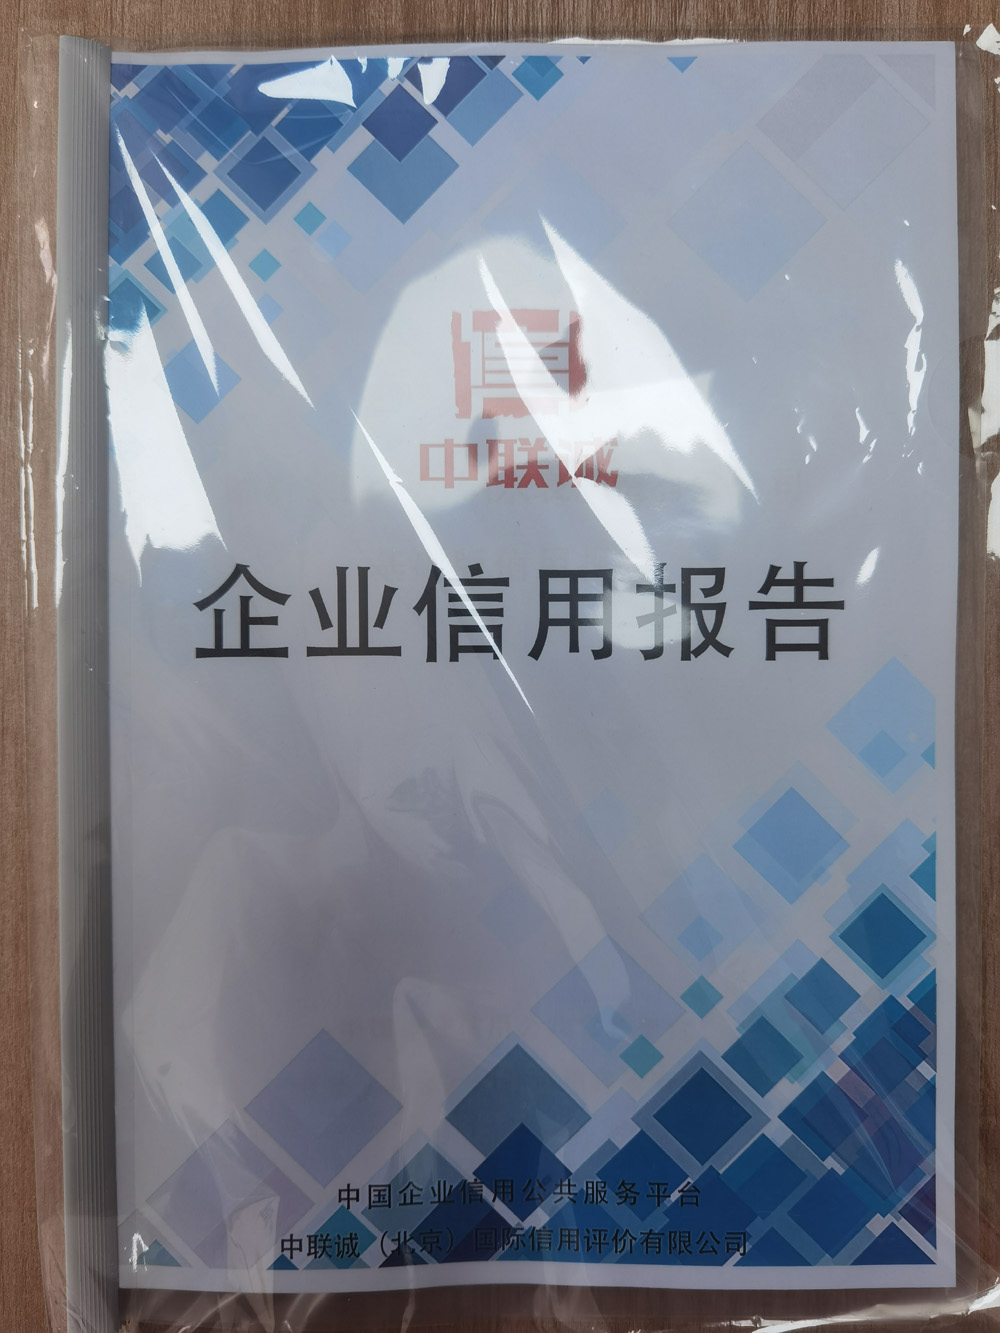 信
中联诚
企业信用报告
中国企业信用公共服务平台
中联诚（北京）国际信用评价有限公司